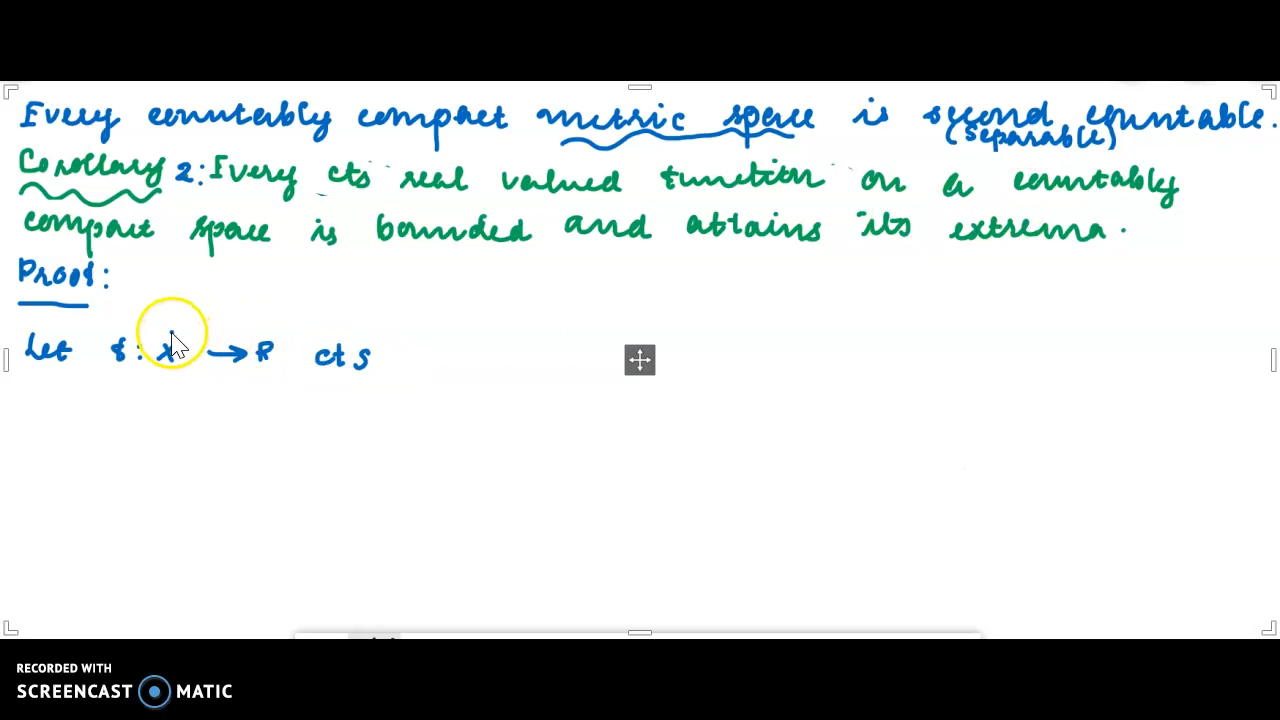 Every countably compact metric space is second countable.
(separable)
Corollary 2: Every cts real valued function on a countably
compact space is bounded and attains its extrema.
Proof:
Let f: X → R cts
RECORDED WITH
SCREENCAST MATIC